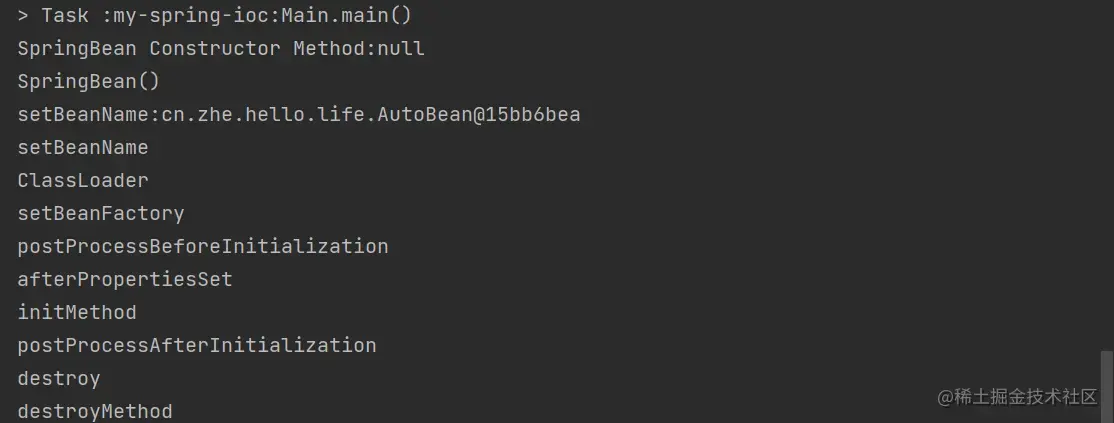 > Task :my-spring-ioc:Main.main()
SpringBean Constructor Method:null
SpringBean()
setBeanName:cn.zhe.hello.life.AutoBean@15bb6bea
setBeanName
ClassLoader
setBeanFactory
postProcessBeforeInitialization
afterPropertiesSet
initMethod
postProcessAfterInitialization
destroy
destroyMethod
@稀土掘金技术社区